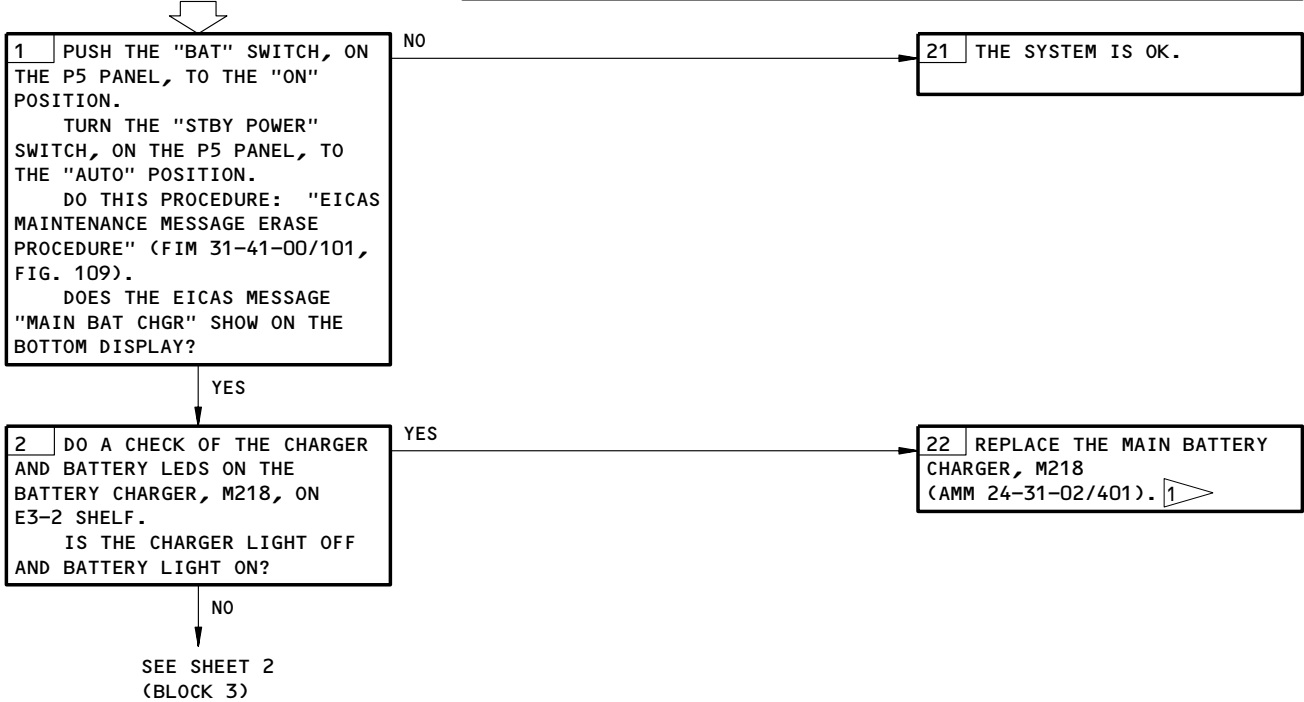 1 PUSH THE "BAT" SWITCH, ON
THE P5 PANEL, TO THE "ON"
POSITION.
TURN THE "STBY POWER"
SWITCH, ON THE P5 PANEL, TO
THE "AUTO" POSITION.
DO THIS PROCEDURE: "EICAS
MAINTENANCE MESSAGE ERASE
PROCEDURE" (FIM 31-41-00/101,
FIG. 109).
DOES THE EICAS MESSAGE
"MAIN BAT CHGR" SHOW ON THE
BOTTOM DISPLAY?
NO
21 THE SYSTEM IS OK.
YES
2 DO A CHECK OF THE CHARGER
AND BATTERY LEDS ON THE
BATTERY CHARGER, M218, ON
E3-2 SHELF.
IS THE CHARGER LIGHT OFF
AND BATTERY LIGHT ON?
YES
22 REPLACE THE MAIN BATTERY
CHARGER, M218
(AMM 24-31-02/401). 1
NO
SEE SHEET 2
(BLOCK 3)